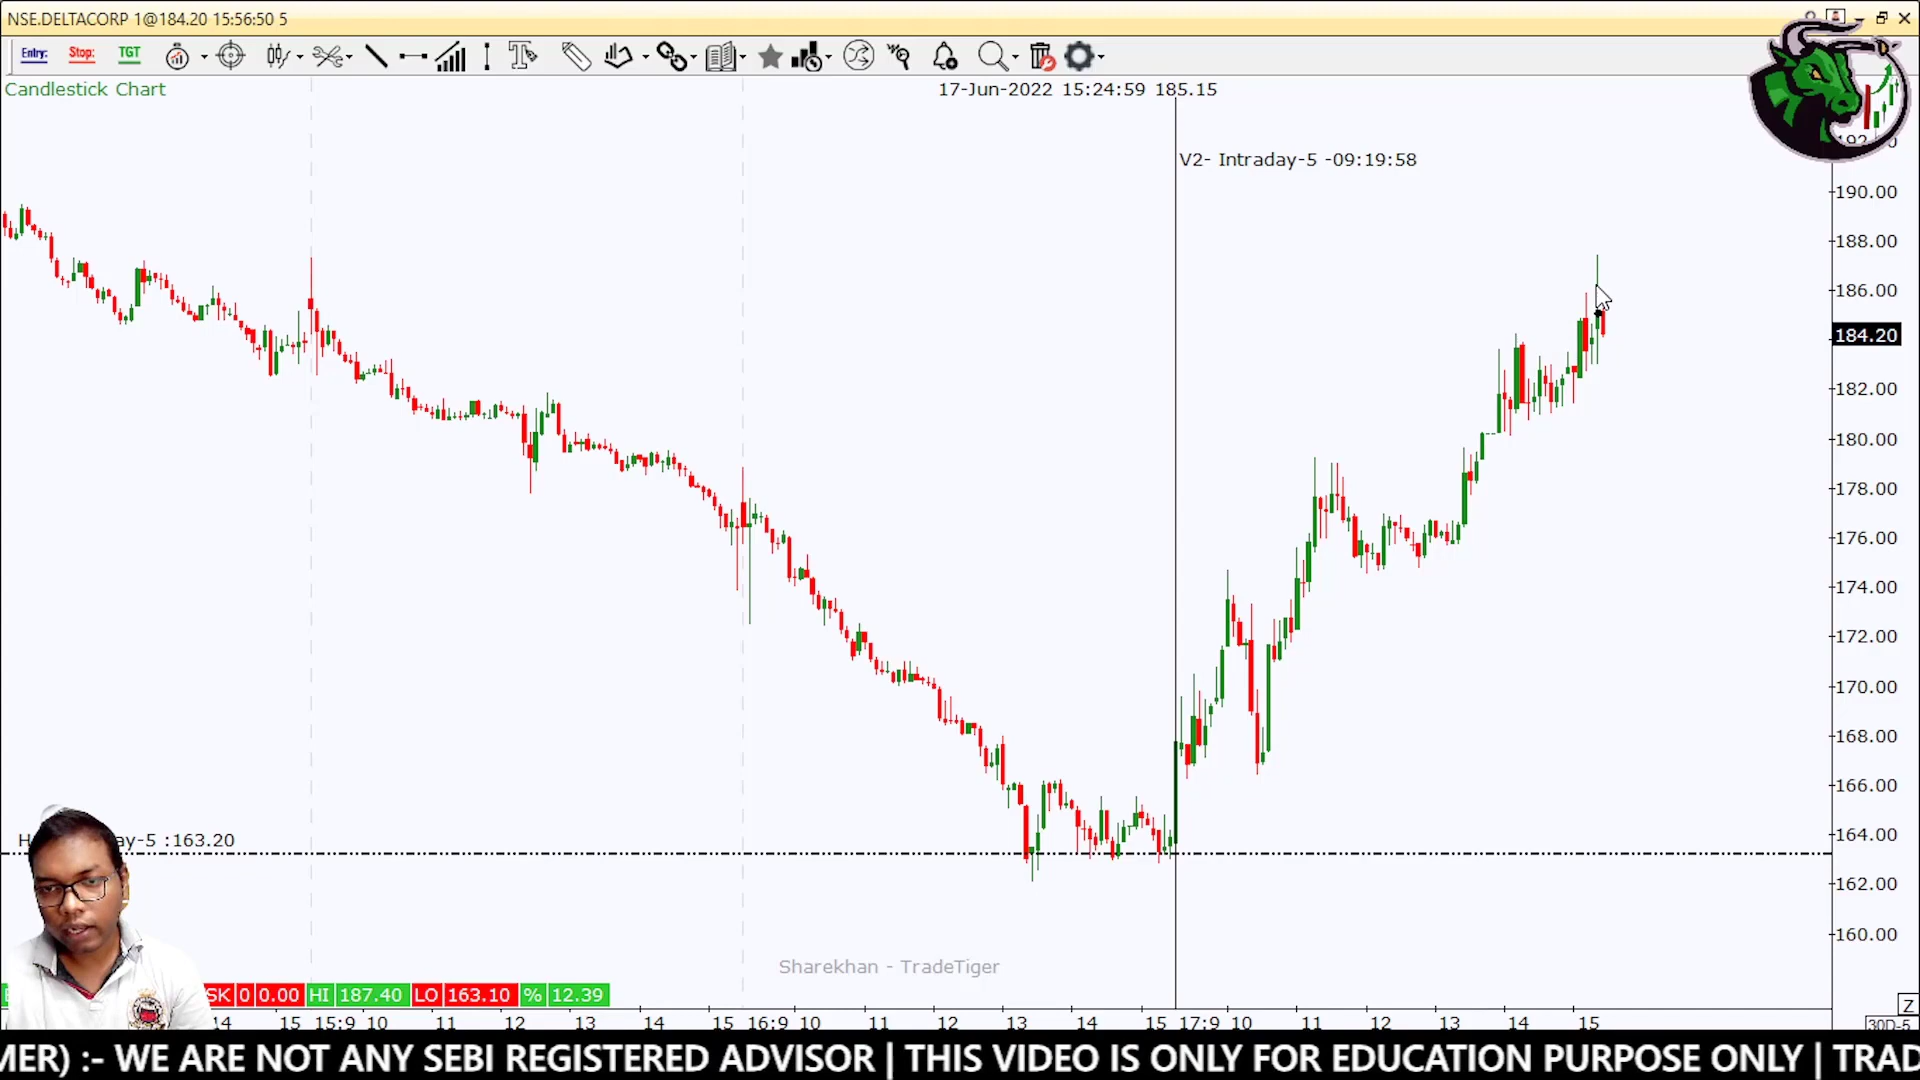 NSE.DELTACORP 1@184.20 15:56:50 5
Entry: Stop: TGT
Candlestick Chart
17-Jun-2022 15:24:59 185.15
V2- Intraday-5 -09:19:58
190.00
188.00
186.00
184.20
182.00
180.00
178.00
176.00
174.00
172.00
170.00
168.00
166.00
164.00
162.00
160.00
ay-5 :163.20
Sharekhan - TradeTiger
SK 0 0.00 HI 187.40 LO 163.10 % 12.39
Z
14 15 15:9 10 11 12 13 14 15 16:9 10 11 12 13 14 15 17:9 10 11 12 13 14 15
30D-5
MER) :- WE ARE NOT ANY SEBI REGISTERED ADVISOR | THIS VIDEO IS ONLY FOR EDUCATION PURPOSE ONLY | TRAD